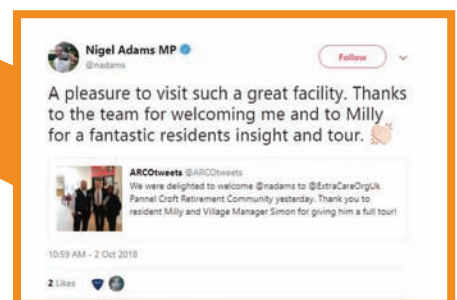 Nigel Adams MP
@nadams
Follow
A pleasure to visit such a great facility. Thanks
to the team for welcoming me and to Milly
for a fantastic residents insight and tour.
ARCOtweets @ARCOtweets
We were delighted to welcome @nadams to @ExtraCareOrgUk
Pannel Croft Retirement Community yesterday. Thank you to
resident Milly and Village Manager Simon for giving him a full tour!
10:59 AM - 2 Oct 2018
2 Likes